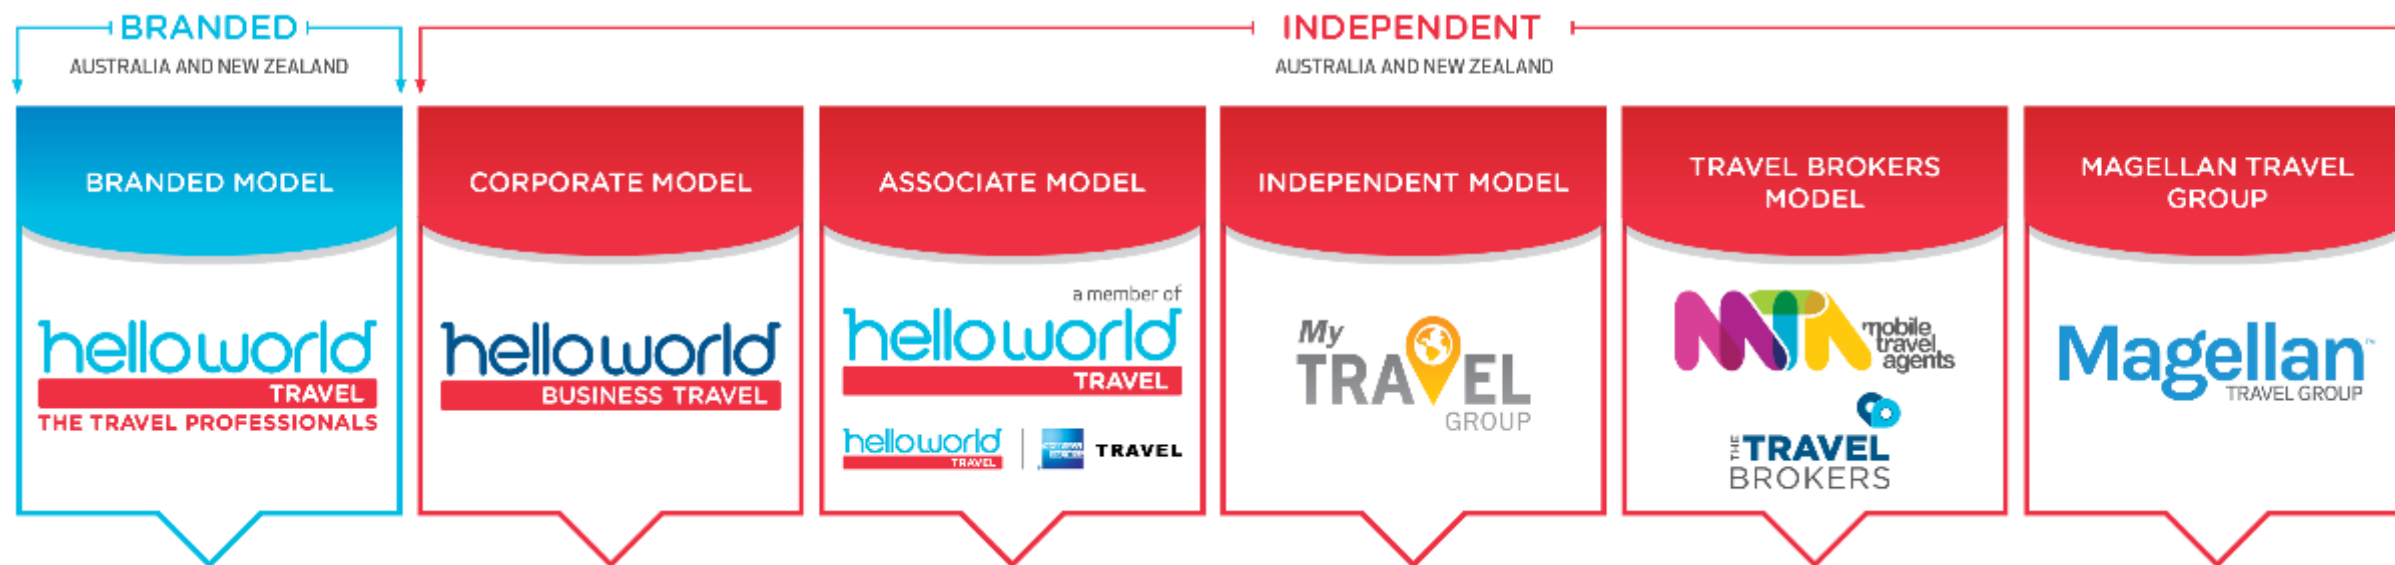 BRANDED
AUSTRALIA AND NEW ZEALAND
INDEPENDENT
AUSTRALIA AND NEW ZEALAND
BRANDED MODEL
helloworld
TRAVEL
THE TRAVEL PROFESSIONALS
CORPORATE MODEL
helloworld
BUSINESS TRAVEL
ASSOCIATE MODEL
a member of
helloworld
TRAVEL
helloworld
TRAVEL
TRAVEL
INDEPENDENT MODEL
My
TRAVEL
GROUP
TRAVEL BROKERS
MODEL
MTA
mobile
travel
agents
THE TRAVEL
BROKERS
MAGELLAN TRAVEL
GROUP
Magellan™
TRAVEL GROUP